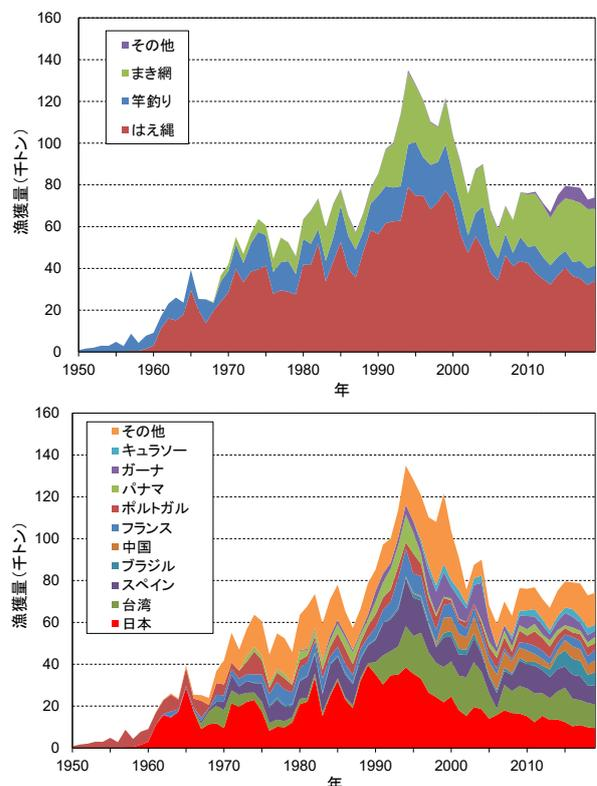 漁獲量（千トン）
160
140
120
100
80
60
40
20
0
その他
まき網
竿釣り
はえ縄
1950 1960 1970 1980 1990 2000 2010
年
漁獲量（千トン）
160
140
120
100
80
60
40
20
0
その他
キュラソー
ガーナ
パナマ
ポルトガル
フランス
中国
ブラジル
スペイン
台湾
日本
1950 1960 1970 1980 1990 2000 2010
年